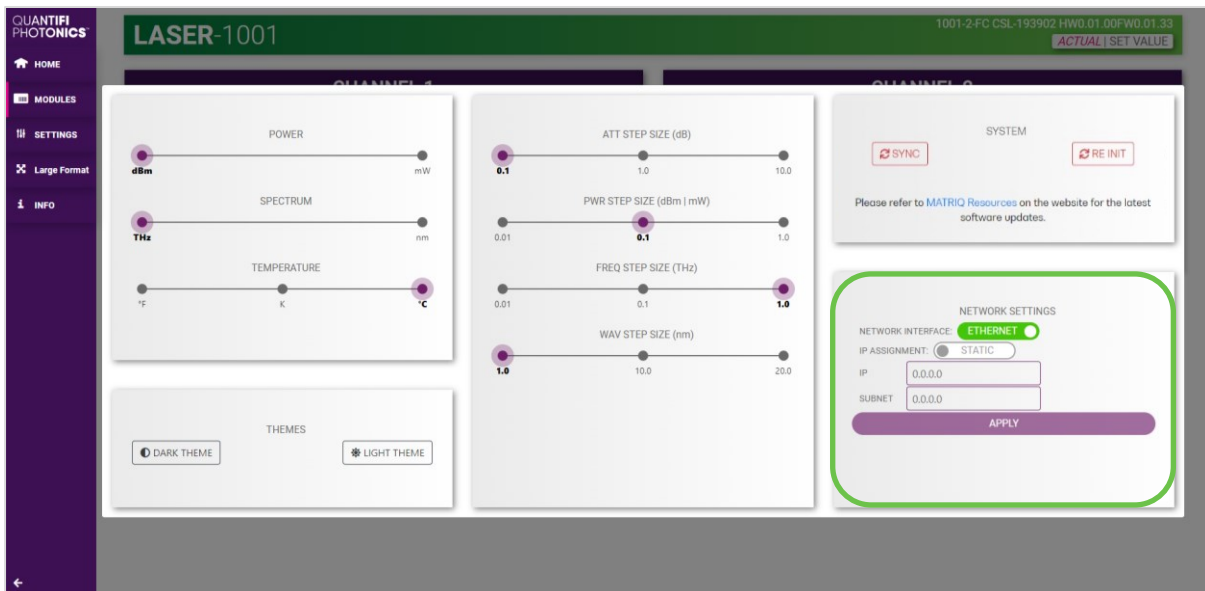 QUANTIFI
PHOTONICS™
HOME
MODULES
SETTINGS
Large Format
INFO
LASER-1001
1001-2-FC CSL-193902 HW0.01.00FW0.01.33
ACTUAL | SET VALUE
POWER
dBm mW
SPECTRUM
THz nm
TEMPERATURE
°F K °C
THEMES
DARK THEME LIGHT THEME
ATT STEP SIZE (dB)
0.1 1.0 10.0
PWR STEP SIZE (dBm | mW)
0.01 0.1 1.0
FREQ STEP SIZE (THz)
0.01 0.1 1.0
WAV STEP SIZE (nm)
1.0 10.0 20.0
SYSTEM
SYNC RE INIT
Please refer to MATRIQ Resources on the website for the latest
software updates.
NETWORK SETTINGS
NETWORK INTERFACE: ETHERNET
IP ASSIGNMENT: STATIC
IP 0.0.0.0
SUBNET 0.0.0.0
APPLY